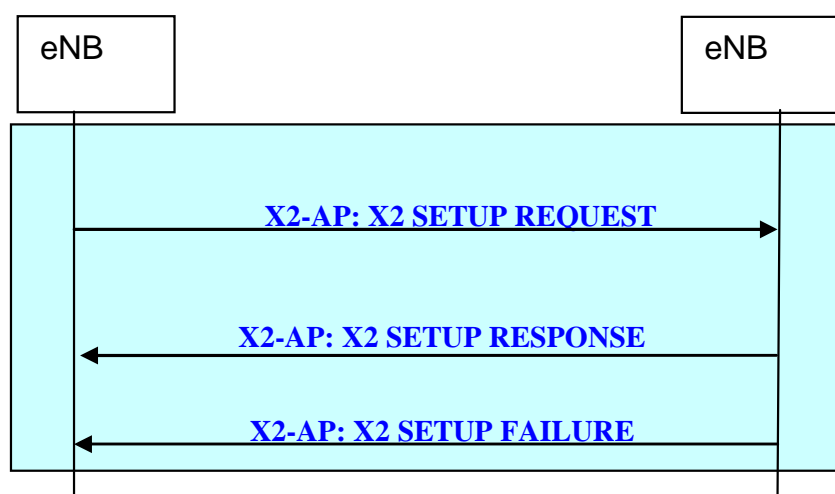 eNB
eNB
X2-AP: X2 SETUP REQUEST
X2-AP: X2 SETUP RESPONSE
X2-AP: X2 SETUP FAILURE